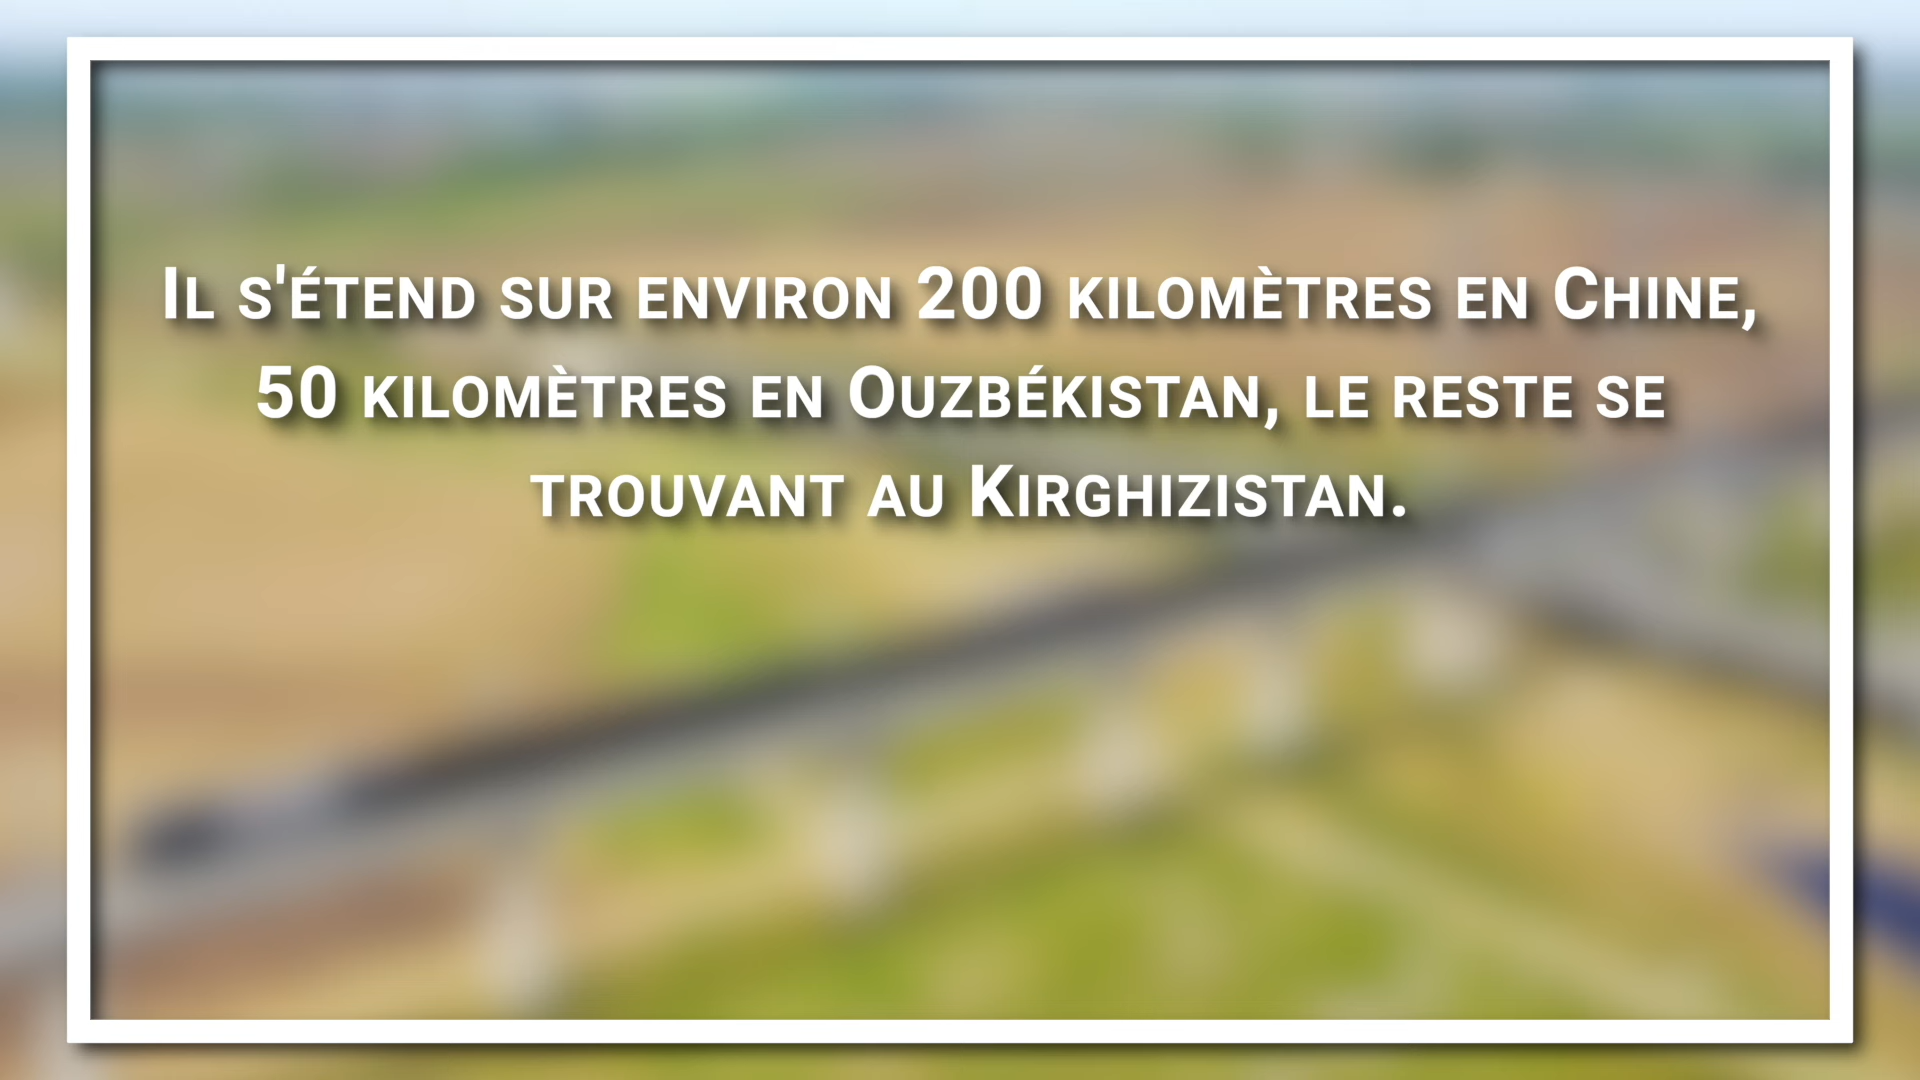 Il s'étend sur environ 200 kilomètres en Chine,
50 kilomètres en Ouzbékistan, le reste se
trouvant au Kirghizistan.